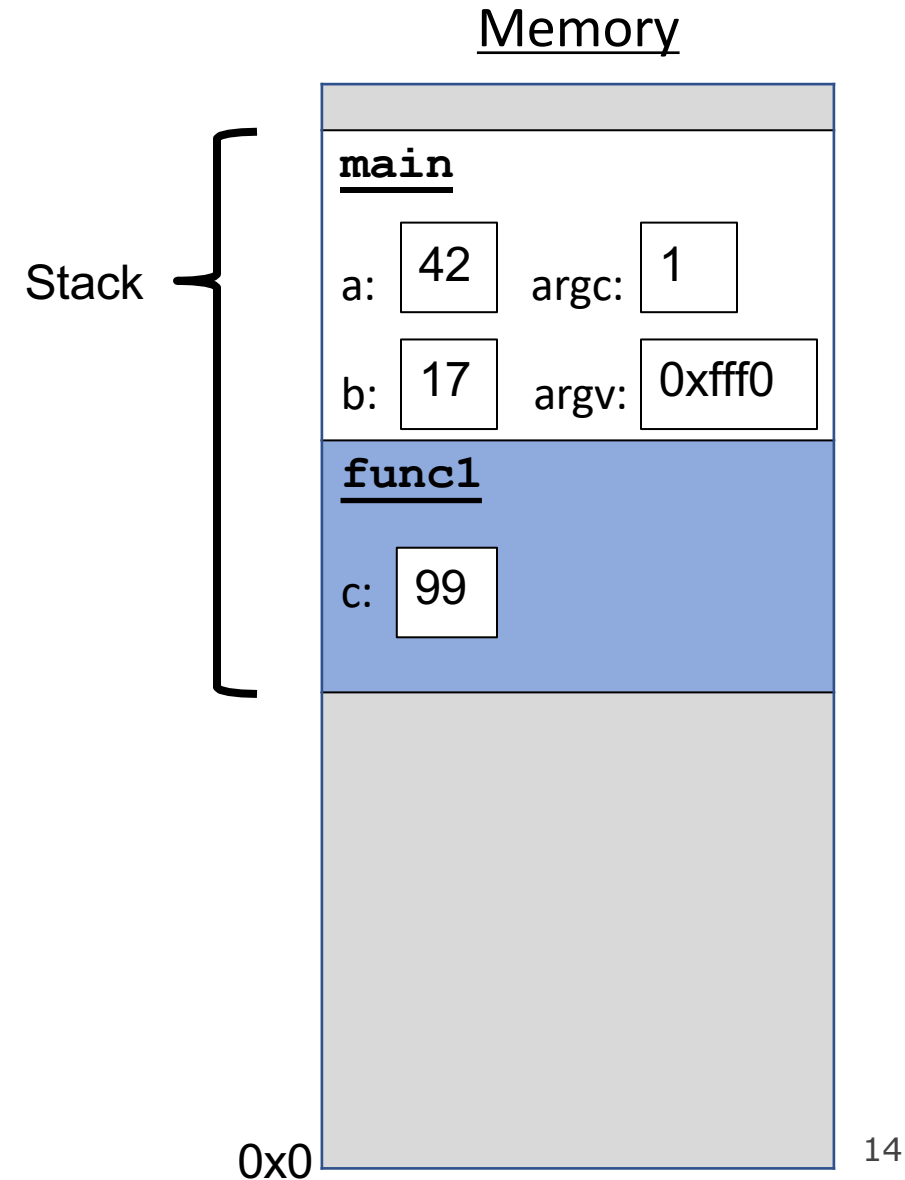 Memory
main
Stack
a: 42 argc: 1
b: 17 argv: 0xfff0
func1
c: 99
0x0
14